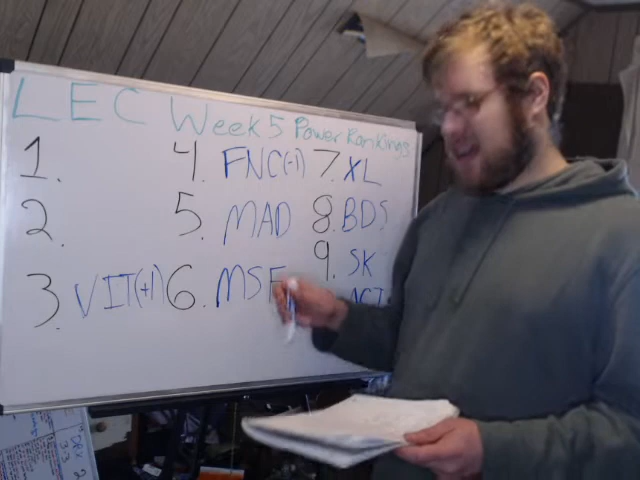 LEC Week 5 Power Rankings
1.
2.
3. VIT(+1)
4. FNC(-1)
5. MAD
6. MSF
7. XL
8. BDS
9. SK